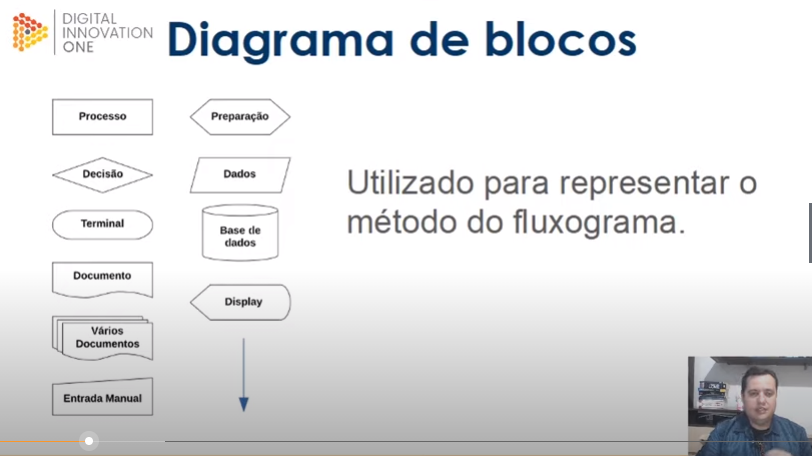 DIGITAL
INNOVATION
ONE
Diagrama de blocos
Processo
Preparação
Decisão
Dados
Terminal
Base de
dados
Documento
Display
Vários
Documentos
Entrada Manual
Utilizado para representar o
método do fluxograma.